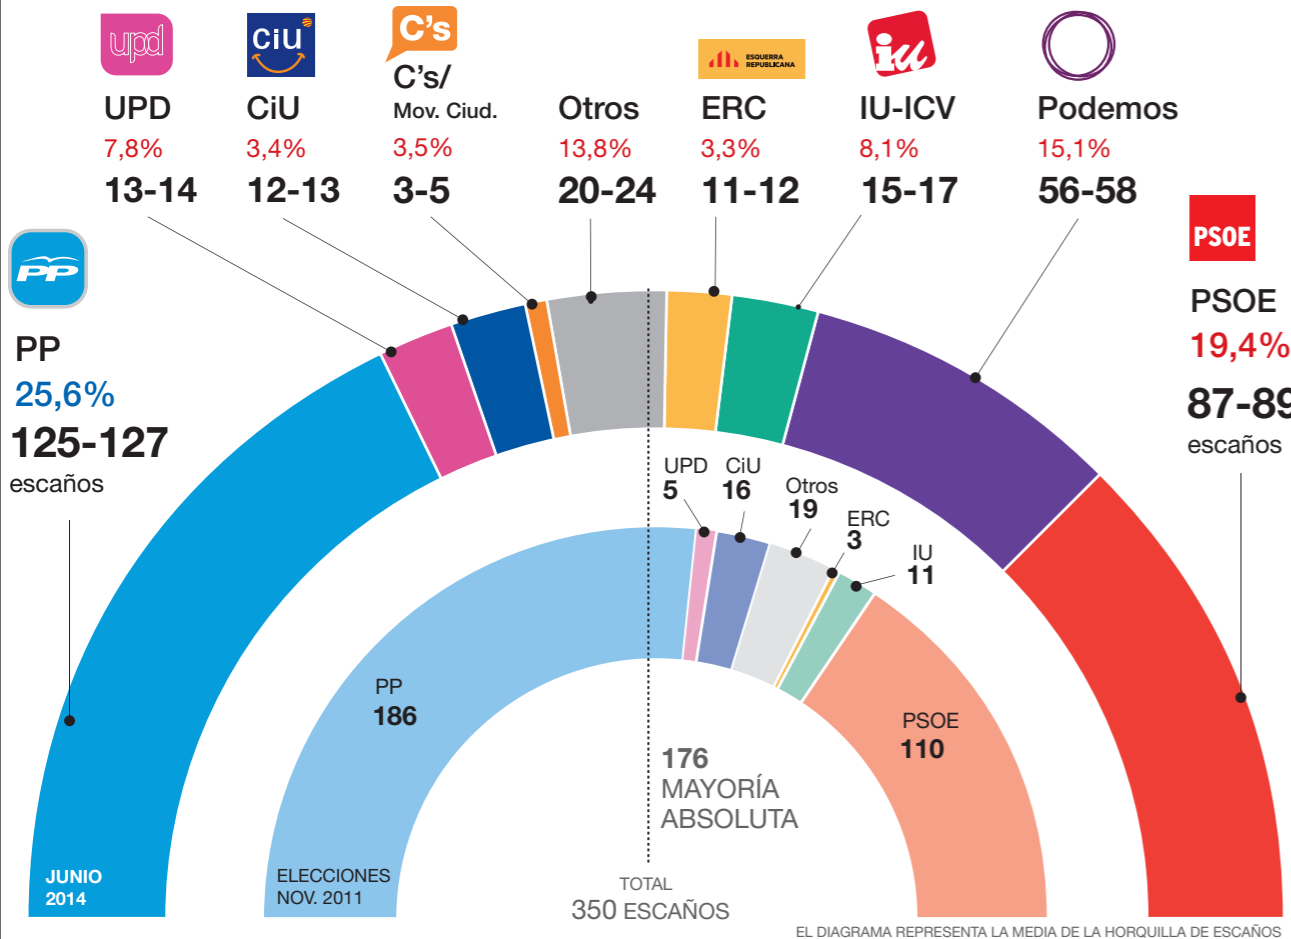 upd
UPD
7,8%
13-14
CiU
CiU
3,4%
12-13
C's
C's/
Mov. Ciud.
3,5%
3-5
Otros
13,8%
20-24
ESQUERRA
REPUBLICANA
ERC
3,3%
11-12
iu
IU-ICV
8,1%
15-17
Podemos
15,1%
56-58
PP
PP
25,6%
125-127
escaños
PSOE
PSOE
19,4%
87-89
escaños
UPD
5
CiU
16
Otros
19
ERC
3
IU
11
PP
186
PSOE
110
176
MAYORÍA
ABSOLUTA
JUNIO
2014
ELECCIONES
NOV. 2011
TOTAL
350 ESCAÑOS
EL DIAGRAMA REPRESENTA LA MEDIA DE LA HORQUILLA DE ESCAÑOS